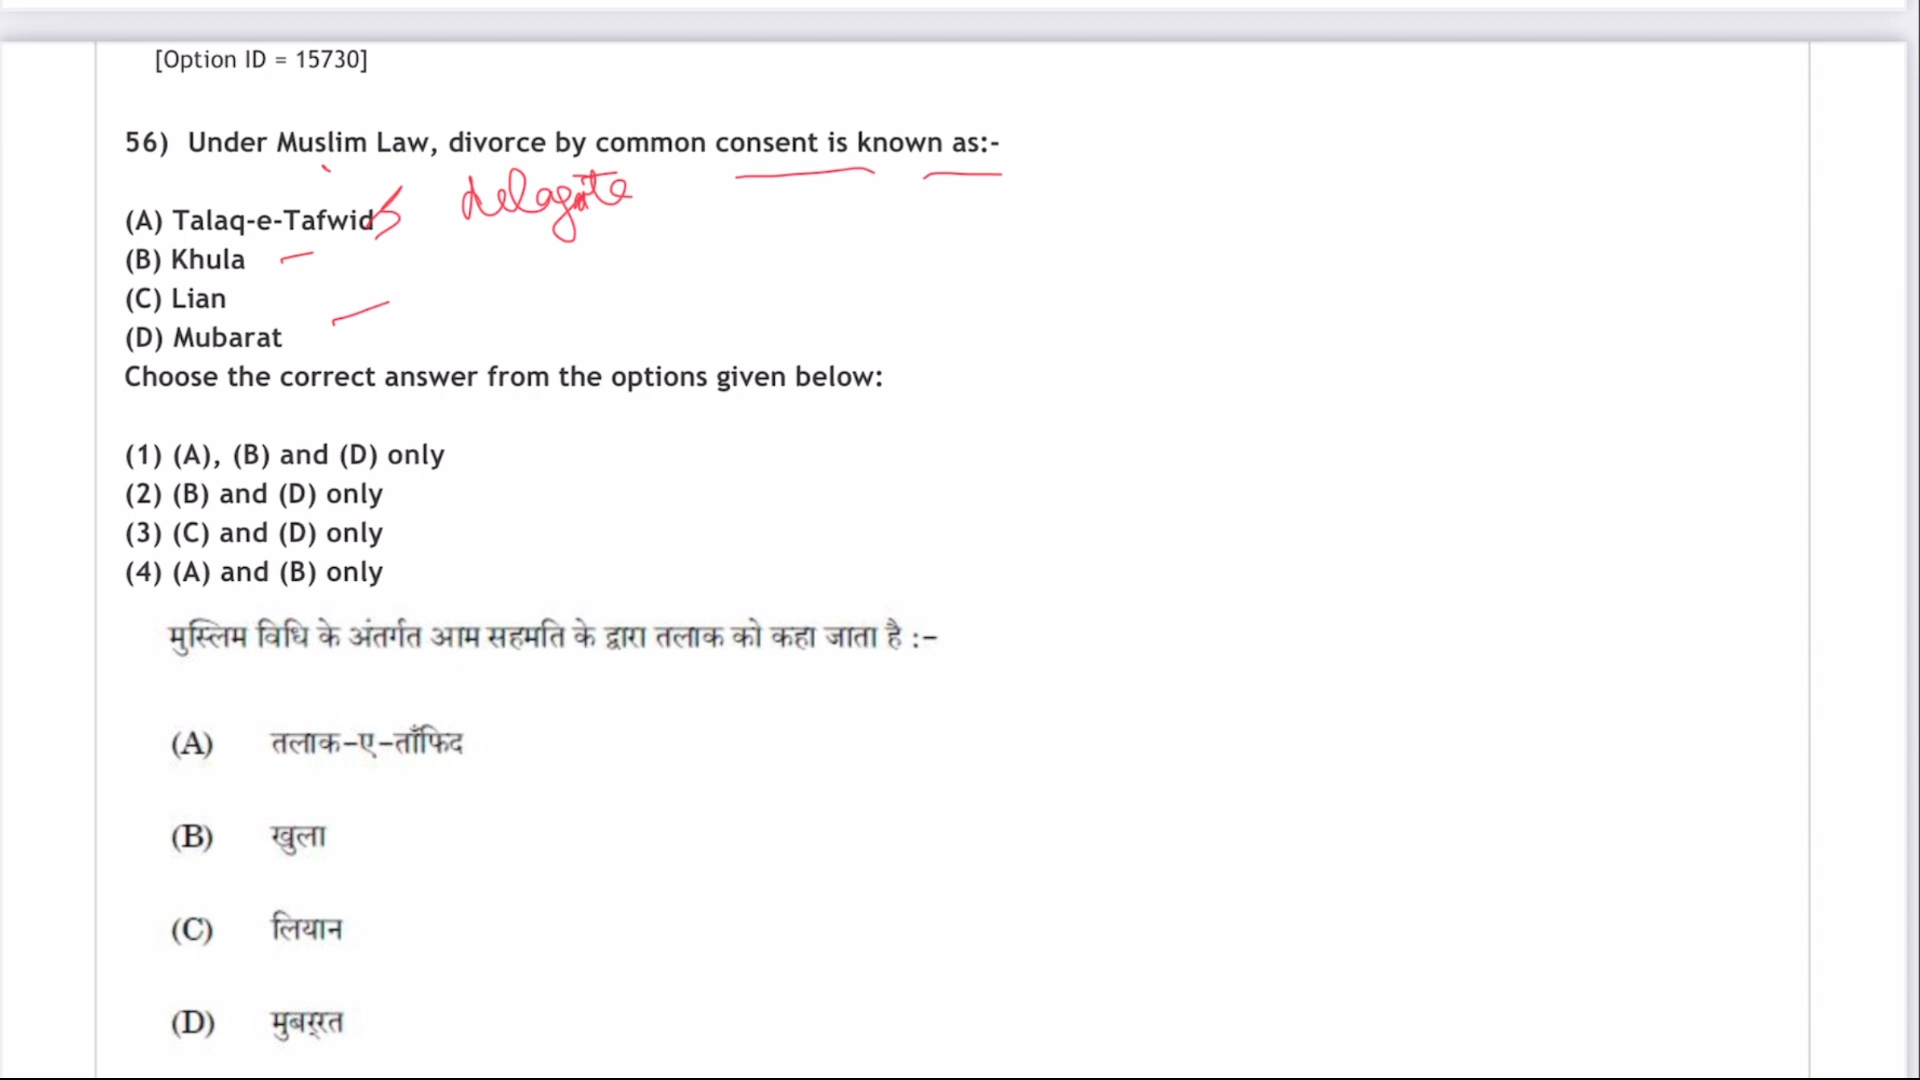 [Option ID = 15730]
56) Under Muslim Law, divorce by common consent is known as:-
delagate
(A) Talaq-e-Tafwid
(B) Khula
(C) Lian
(D) Mubarat
Choose the correct answer from the options given below:
(1) (A), (B) and (D) only
(2) (B) and (D) only
(3) (C) and (D) only
(4) (A) and (B) only
मुस्लिम विधि के अंतर्गत आम सहमति के द्वारा तलाक को कहा जाता है :–
(A) तलाक–ए–ताँफिद
(B) खुला
(C) लियान
(D) मुबर्रत